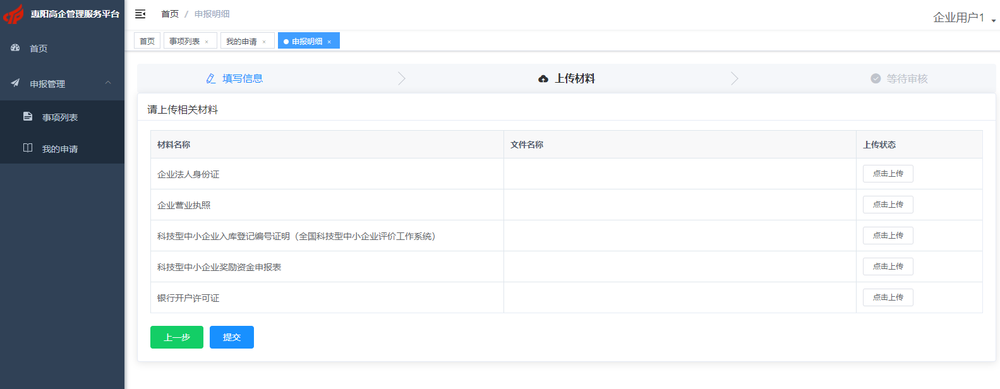 惠阳高企管理服务平台
首页 / 申报明细
企业用户1
首页
事项列表 ×
我的申请 ×
申报明细 ×
首页
申报管理
事项列表
我的申请
填写信息
上传材料
等待审核
请上传相关材料
材料名称 文件名称 上传状态
企业法人身份证 点击上传
企业营业执照 点击上传
科技型中小企业入库登记编号证明（全国科技型中小企业评价工作系统） 点击上传
科技型中小企业奖励资金申报表 点击上传
银行开户许可证 点击上传
上一步 提交